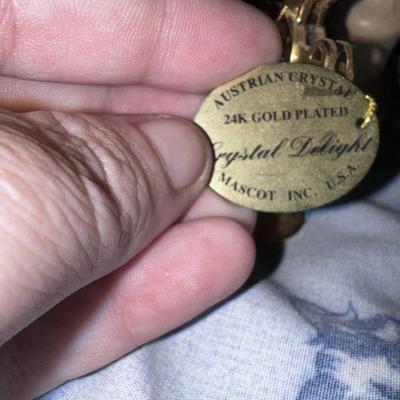 AUSTRIAN CRYSTAL
24K GOLD PLATED
Crystal Delight
MASCOT INC. U.S.A.